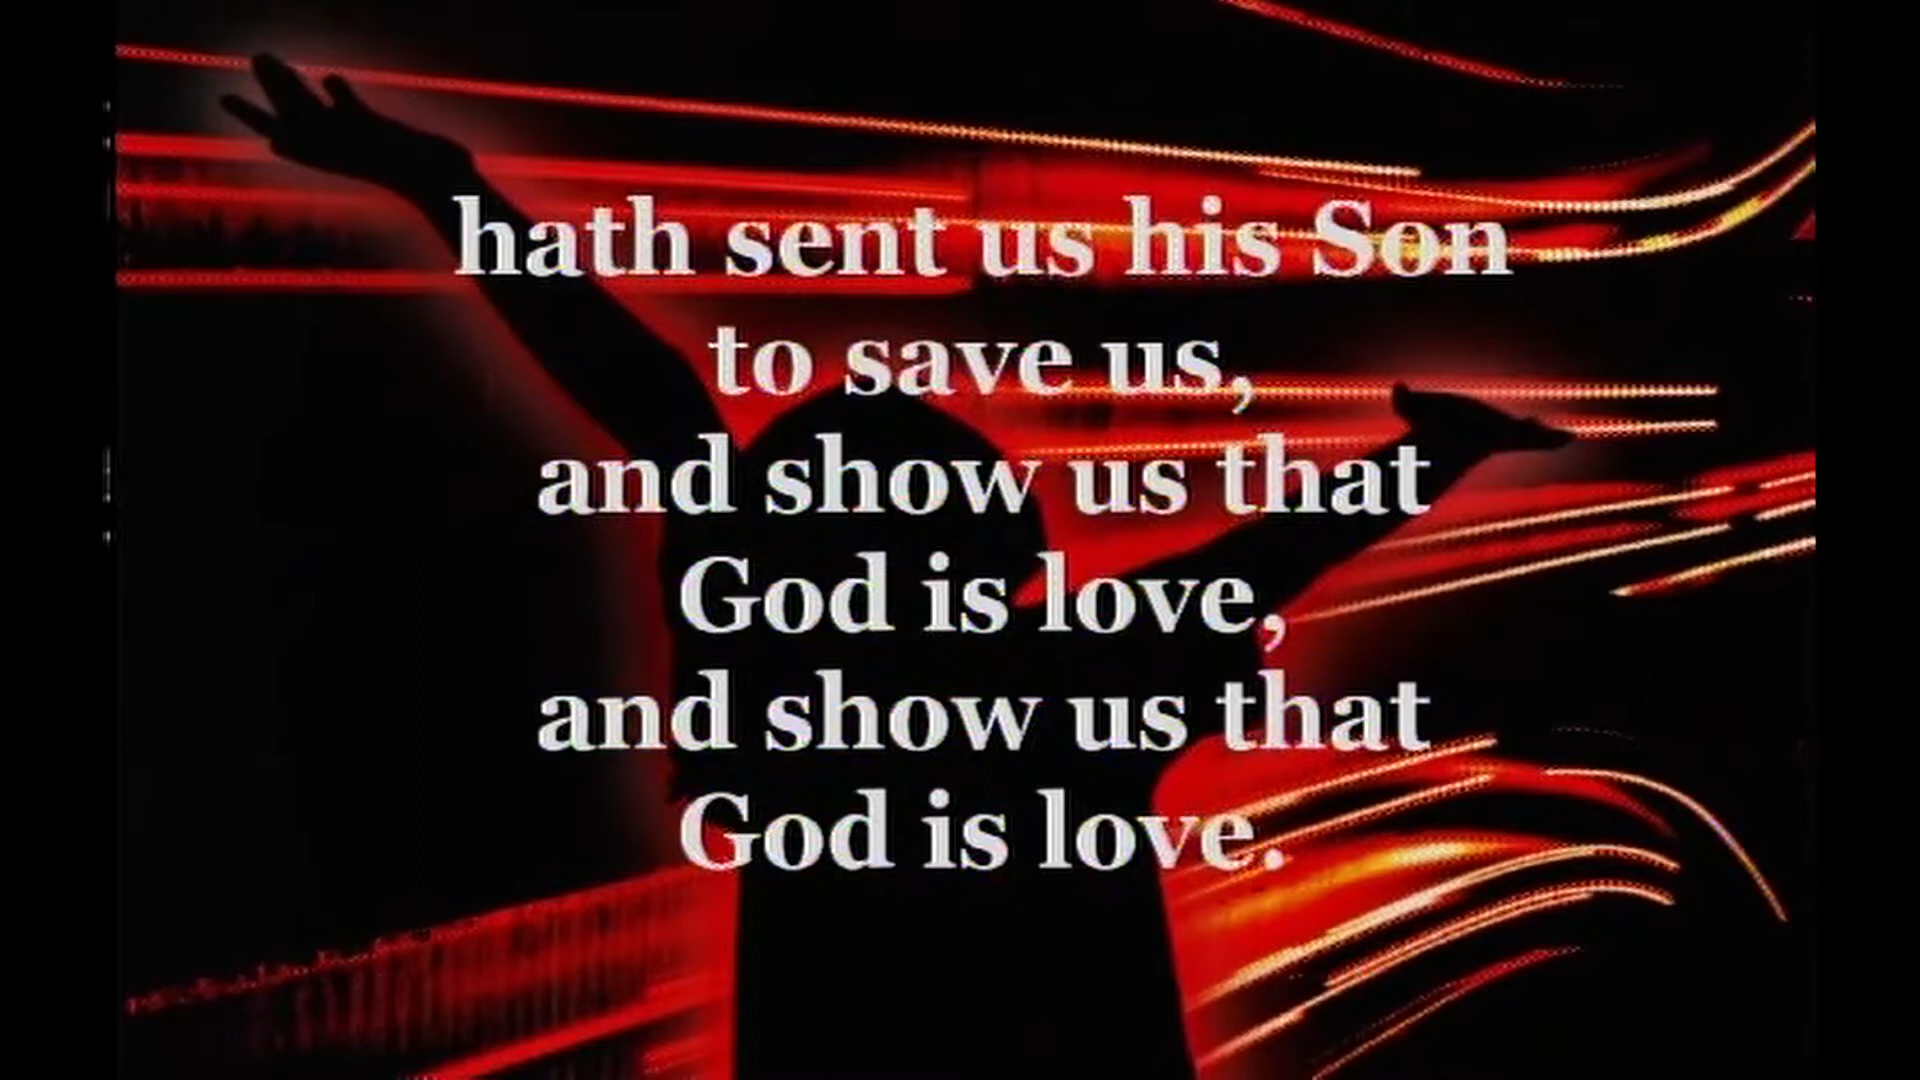 hath sent us his Son
to save us,
and show us that
God is love,
and show us that
God is love.